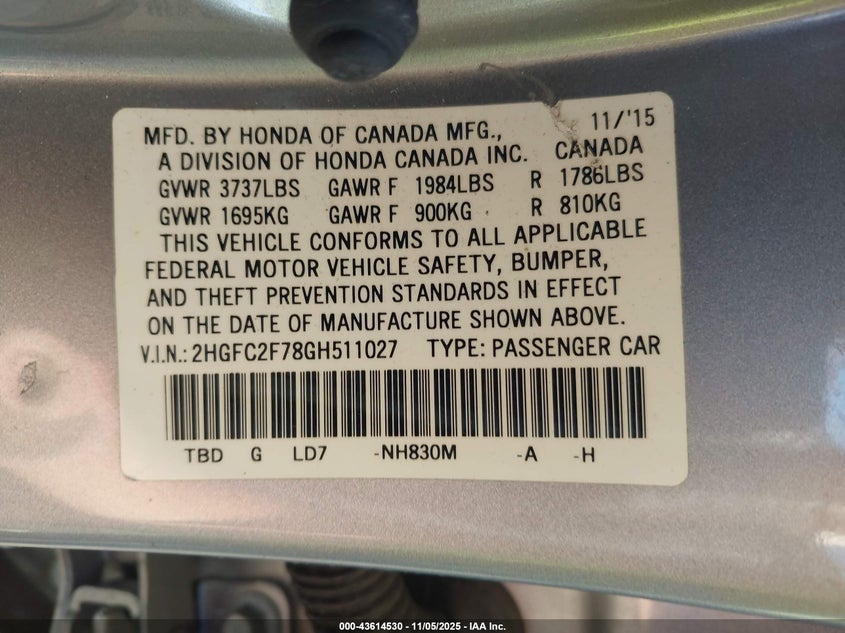 MFD. BY HONDA OF CANADA MFG., 11/'15
A DIVISION OF HONDA CANADA INC. CANADA
GVWR 3737LBS GAWR F 1984LBS R 1786LBS
GVWR 1695KG GAWR F 900KG R 810KG
THIS VEHICLE CONFORMS TO ALL APPLICABLE
FEDERAL MOTOR VEHICLE SAFETY, BUMPER,
AND THEFT PREVENTION STANDARDS IN EFFECT
ON THE DATE OF MANUFACTURE SHOWN ABOVE.
V.I.N.: 2HGFC2F78GH511027 TYPE: PASSENGER CAR
TBD G LD7 -NH830M -A -H
000-43614530 - 11/05/2025 - IAA Inc.